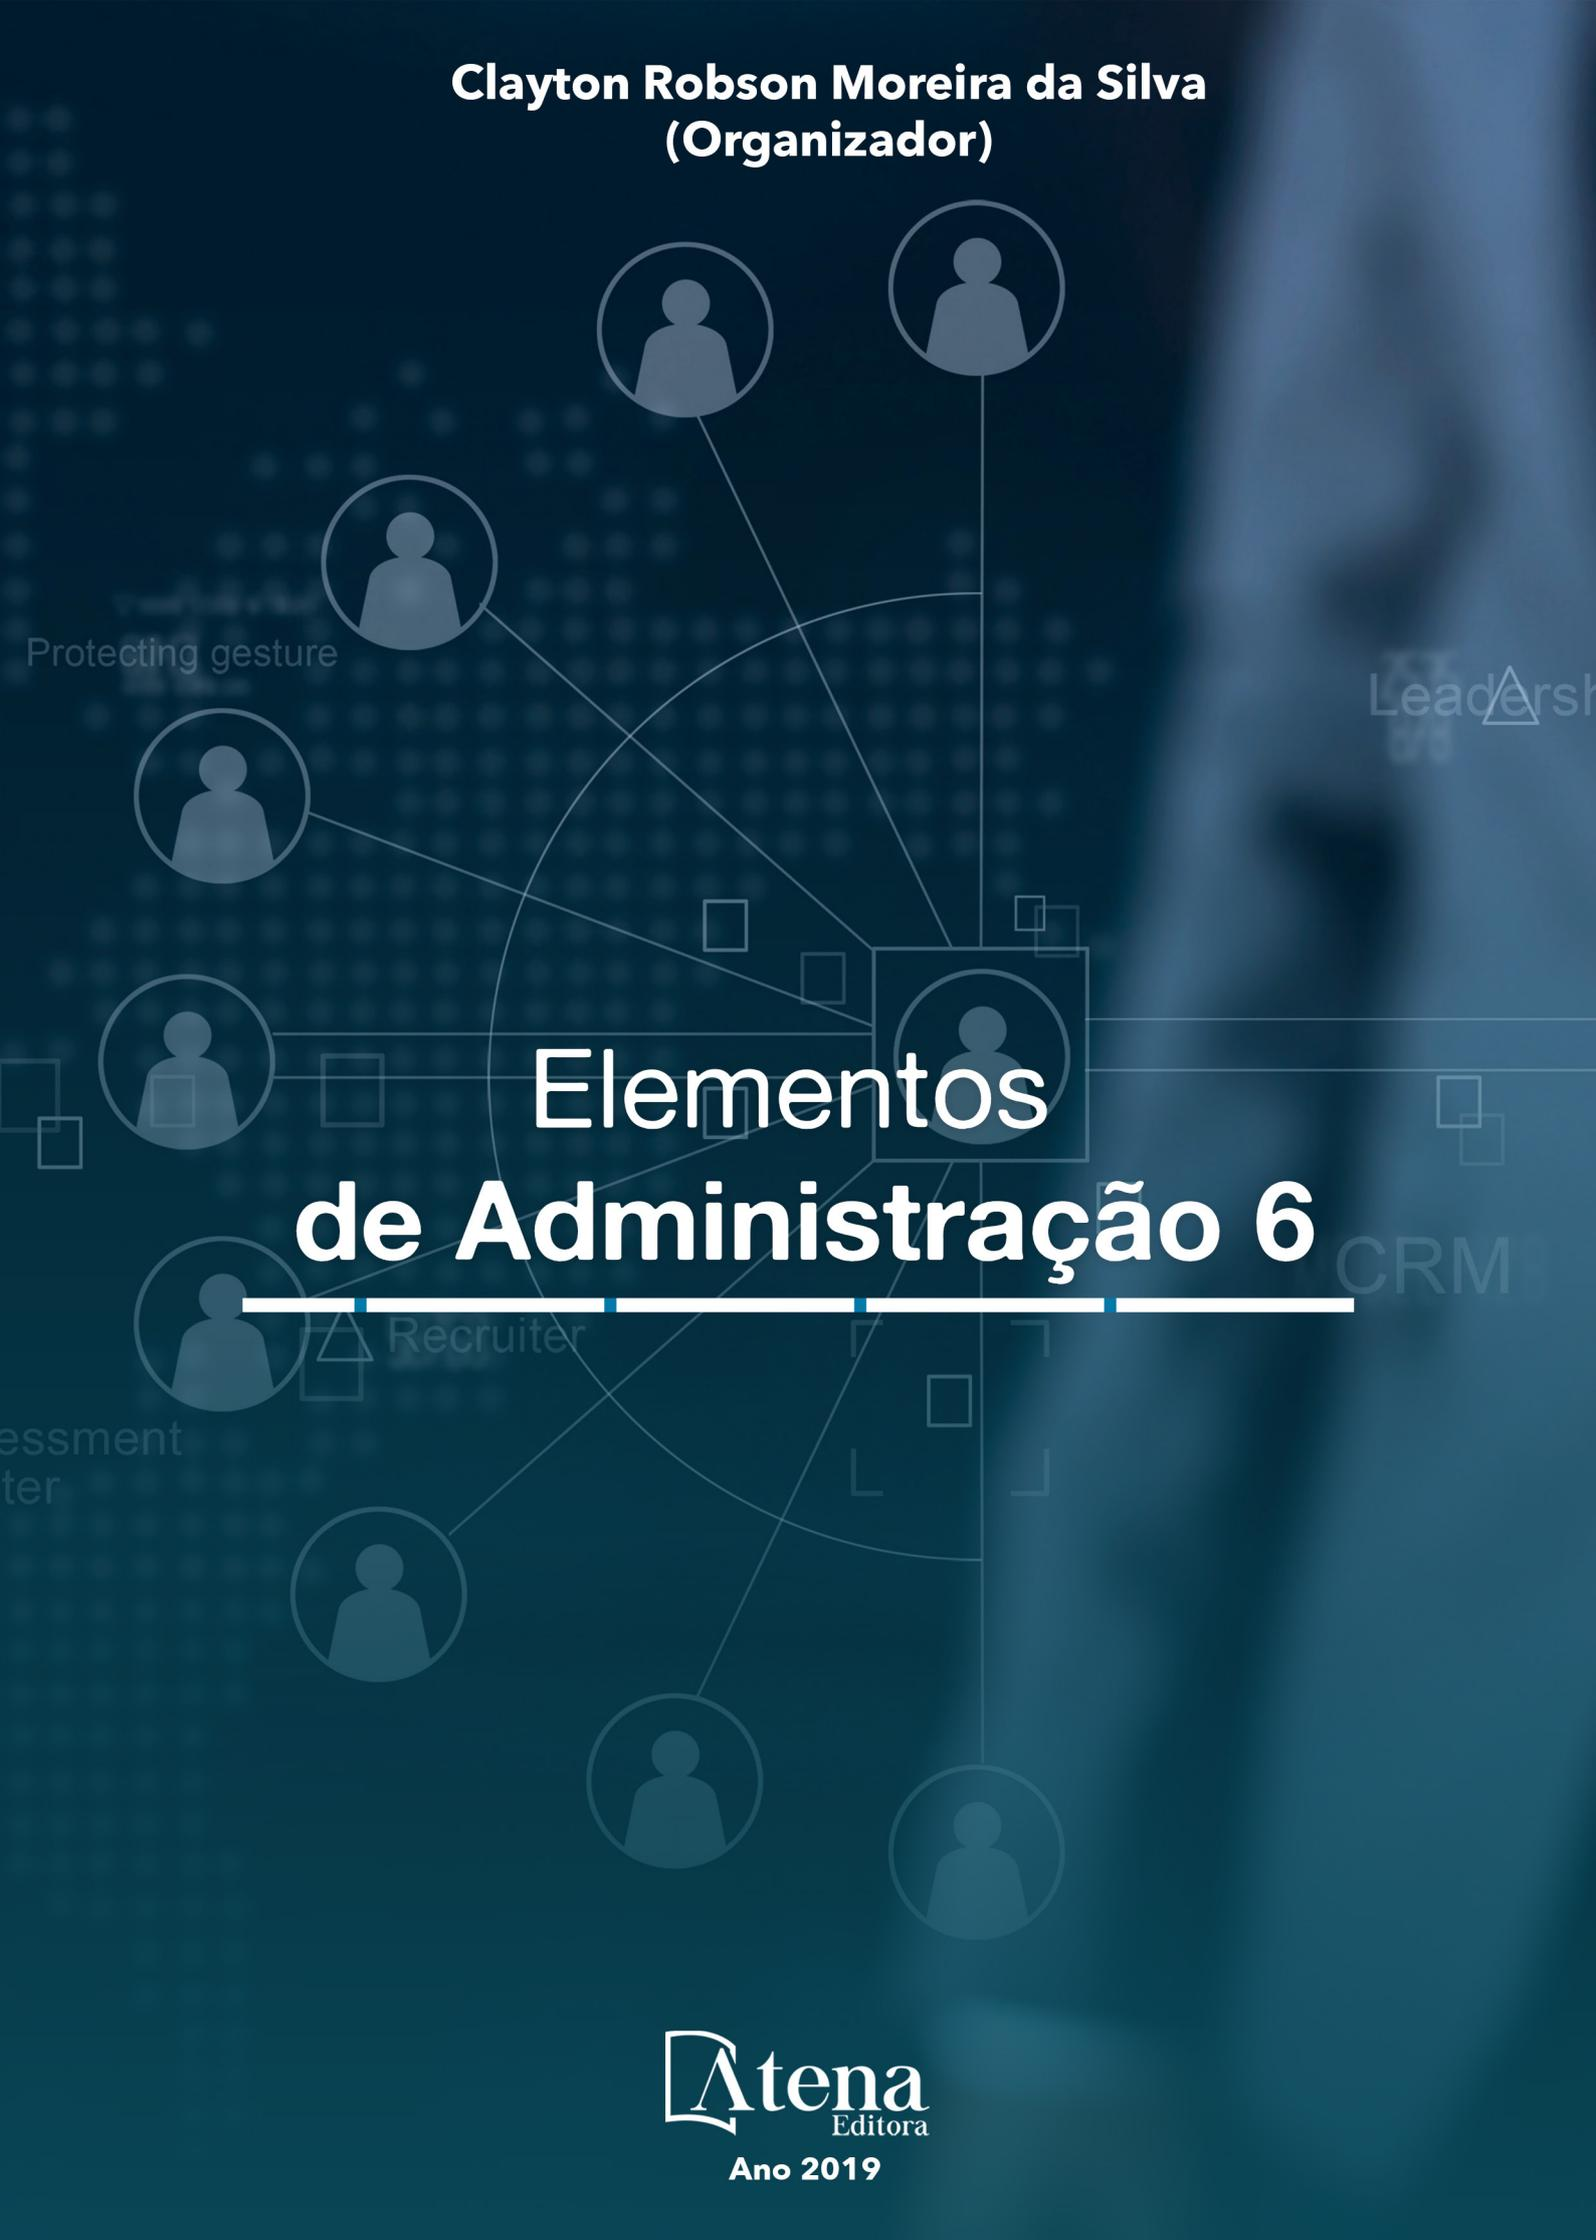 Clayton Robson Moreira da Silva
(Organizador)
Protecting gesture
Leadersh
Elementos
de Administração 6
CRM
Recruiter
essment
ter
Atena
Editora
Ano 2019